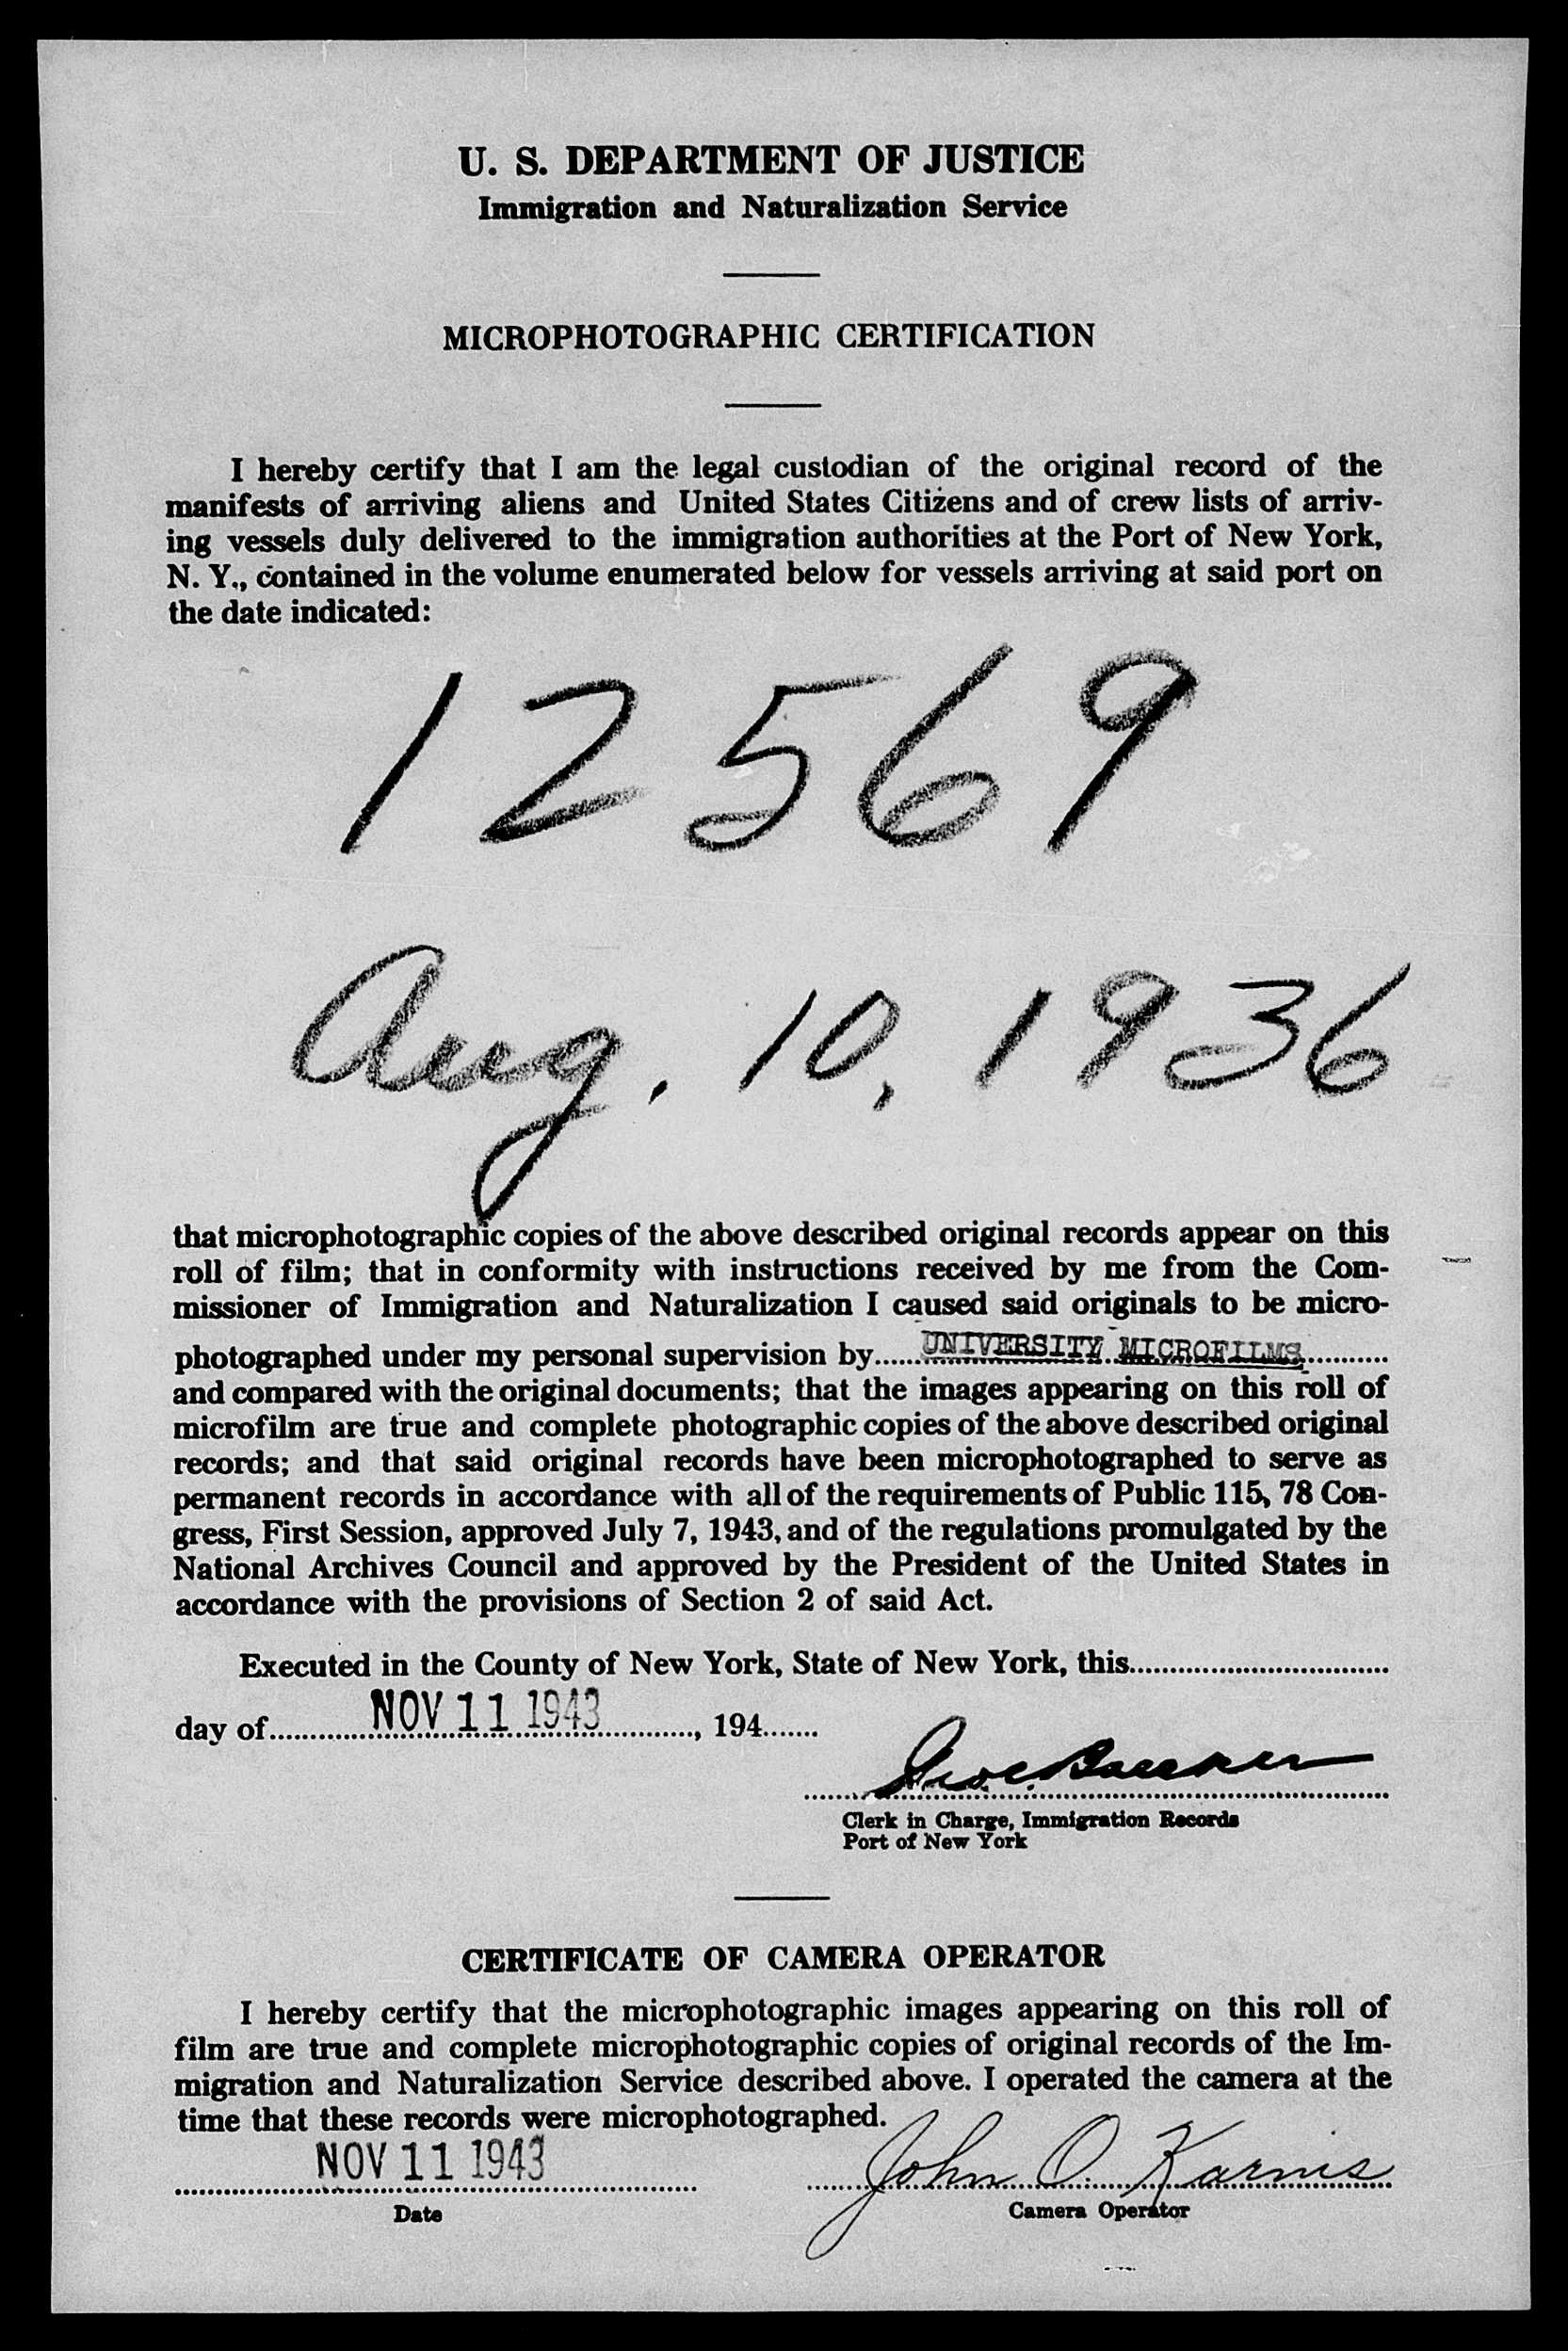 U. S. DEPARTMENT OF JUSTICE
Immigration and Naturalization Service
MICROPHOTOGRAPHIC CERTIFICATION
I hereby certify that I am the legal custodian of the original record of the
manifests of arriving aliens and United States Citizens and of crew lists of arriv-
ing vessels duly delivered to the immigration authorities at the Port of New York,
N. Y., contained in the volume enumerated below for vessels arriving at said port on
the date indicated:
12569
Aug. 10, 1936
that microphotographic copies of the above described original records appear on this
roll of film; that in conformity with instructions received by me from the Com-
missioner of Immigration and Naturalization I caused said originals to be micro-
photographed under my personal supervision by UNIVERSITY MICROFILMS
and compared with the original documents; that the images appearing on this roll of
microfilm are true and complete photographic copies of the above described original
records; and that said original records have been microphotographed to serve as
permanent records in accordance with all of the requirements of Public 115, 78 Con-
gress, First Session, approved July 7, 1943, and of the regulations promulgated by the
National Archives Council and approved by the President of the United States in
accordance with the provisions of Section 2 of said Act.
Executed in the County of New York, State of New York, this
day of NOV 11 1943, 194
Clerk in Charge, Immigration Records
Port of New York
CERTIFICATE OF CAMERA OPERATOR
I hereby certify that the microphotographic images appearing on this roll of
film are true and complete microphotographic copies of original records of the Im-
migration and Naturalization Service described above. I operated the camera at the
time that these records were microphotographed.
NOV 11 1943 John O. Karnis
Date Camera Operator